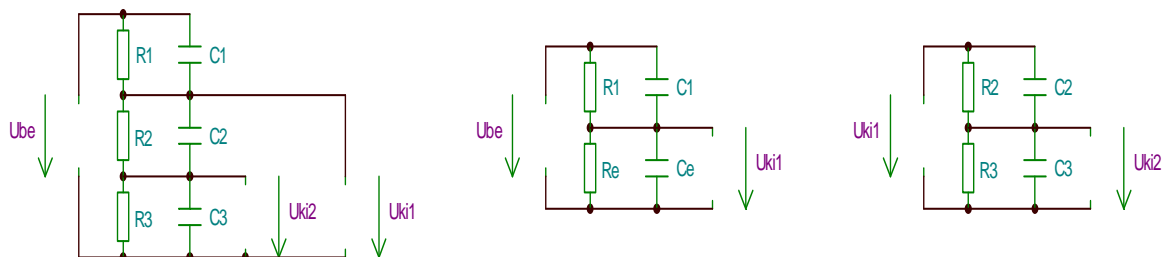 R1 C1
Ube R2 C2
R3 C3 Uki2 Uki1
R1 C1
Ube Re Ce Uki1
R2 C2
Uki1 R3 C3 Uki2